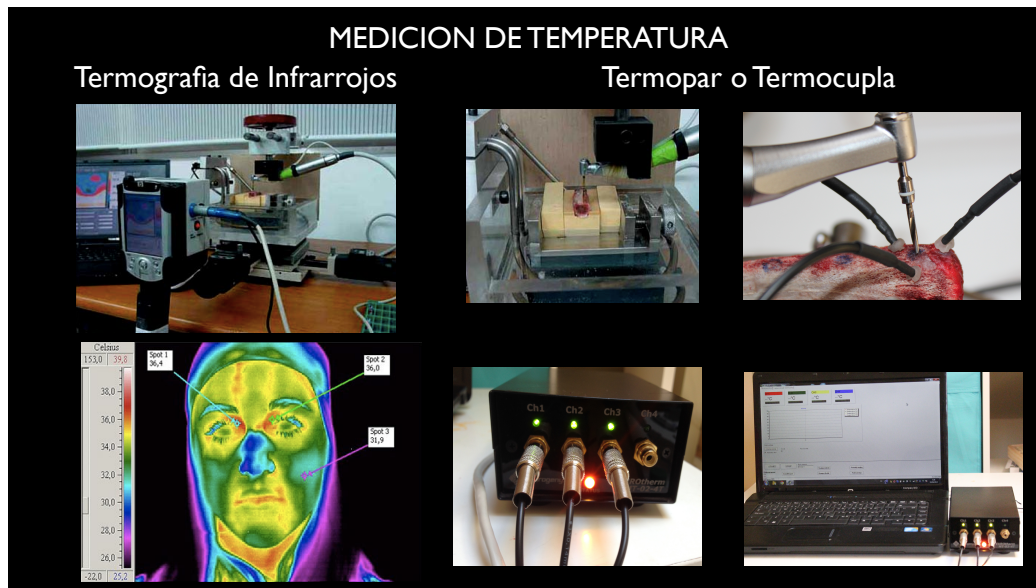 MEDICION DE TEMPERATURA
Termografia de Infrarrojos
Termopar o Termocupla
Celsius
153,0 39,8
38,0
36,0
34,0
32,0
30,0
28,0
26,0
-22,0 25,2
Spot 1
36,4
Spot 2
36,0
Spot 3
31,9
Ch1 Ch2 Ch3 Ch4